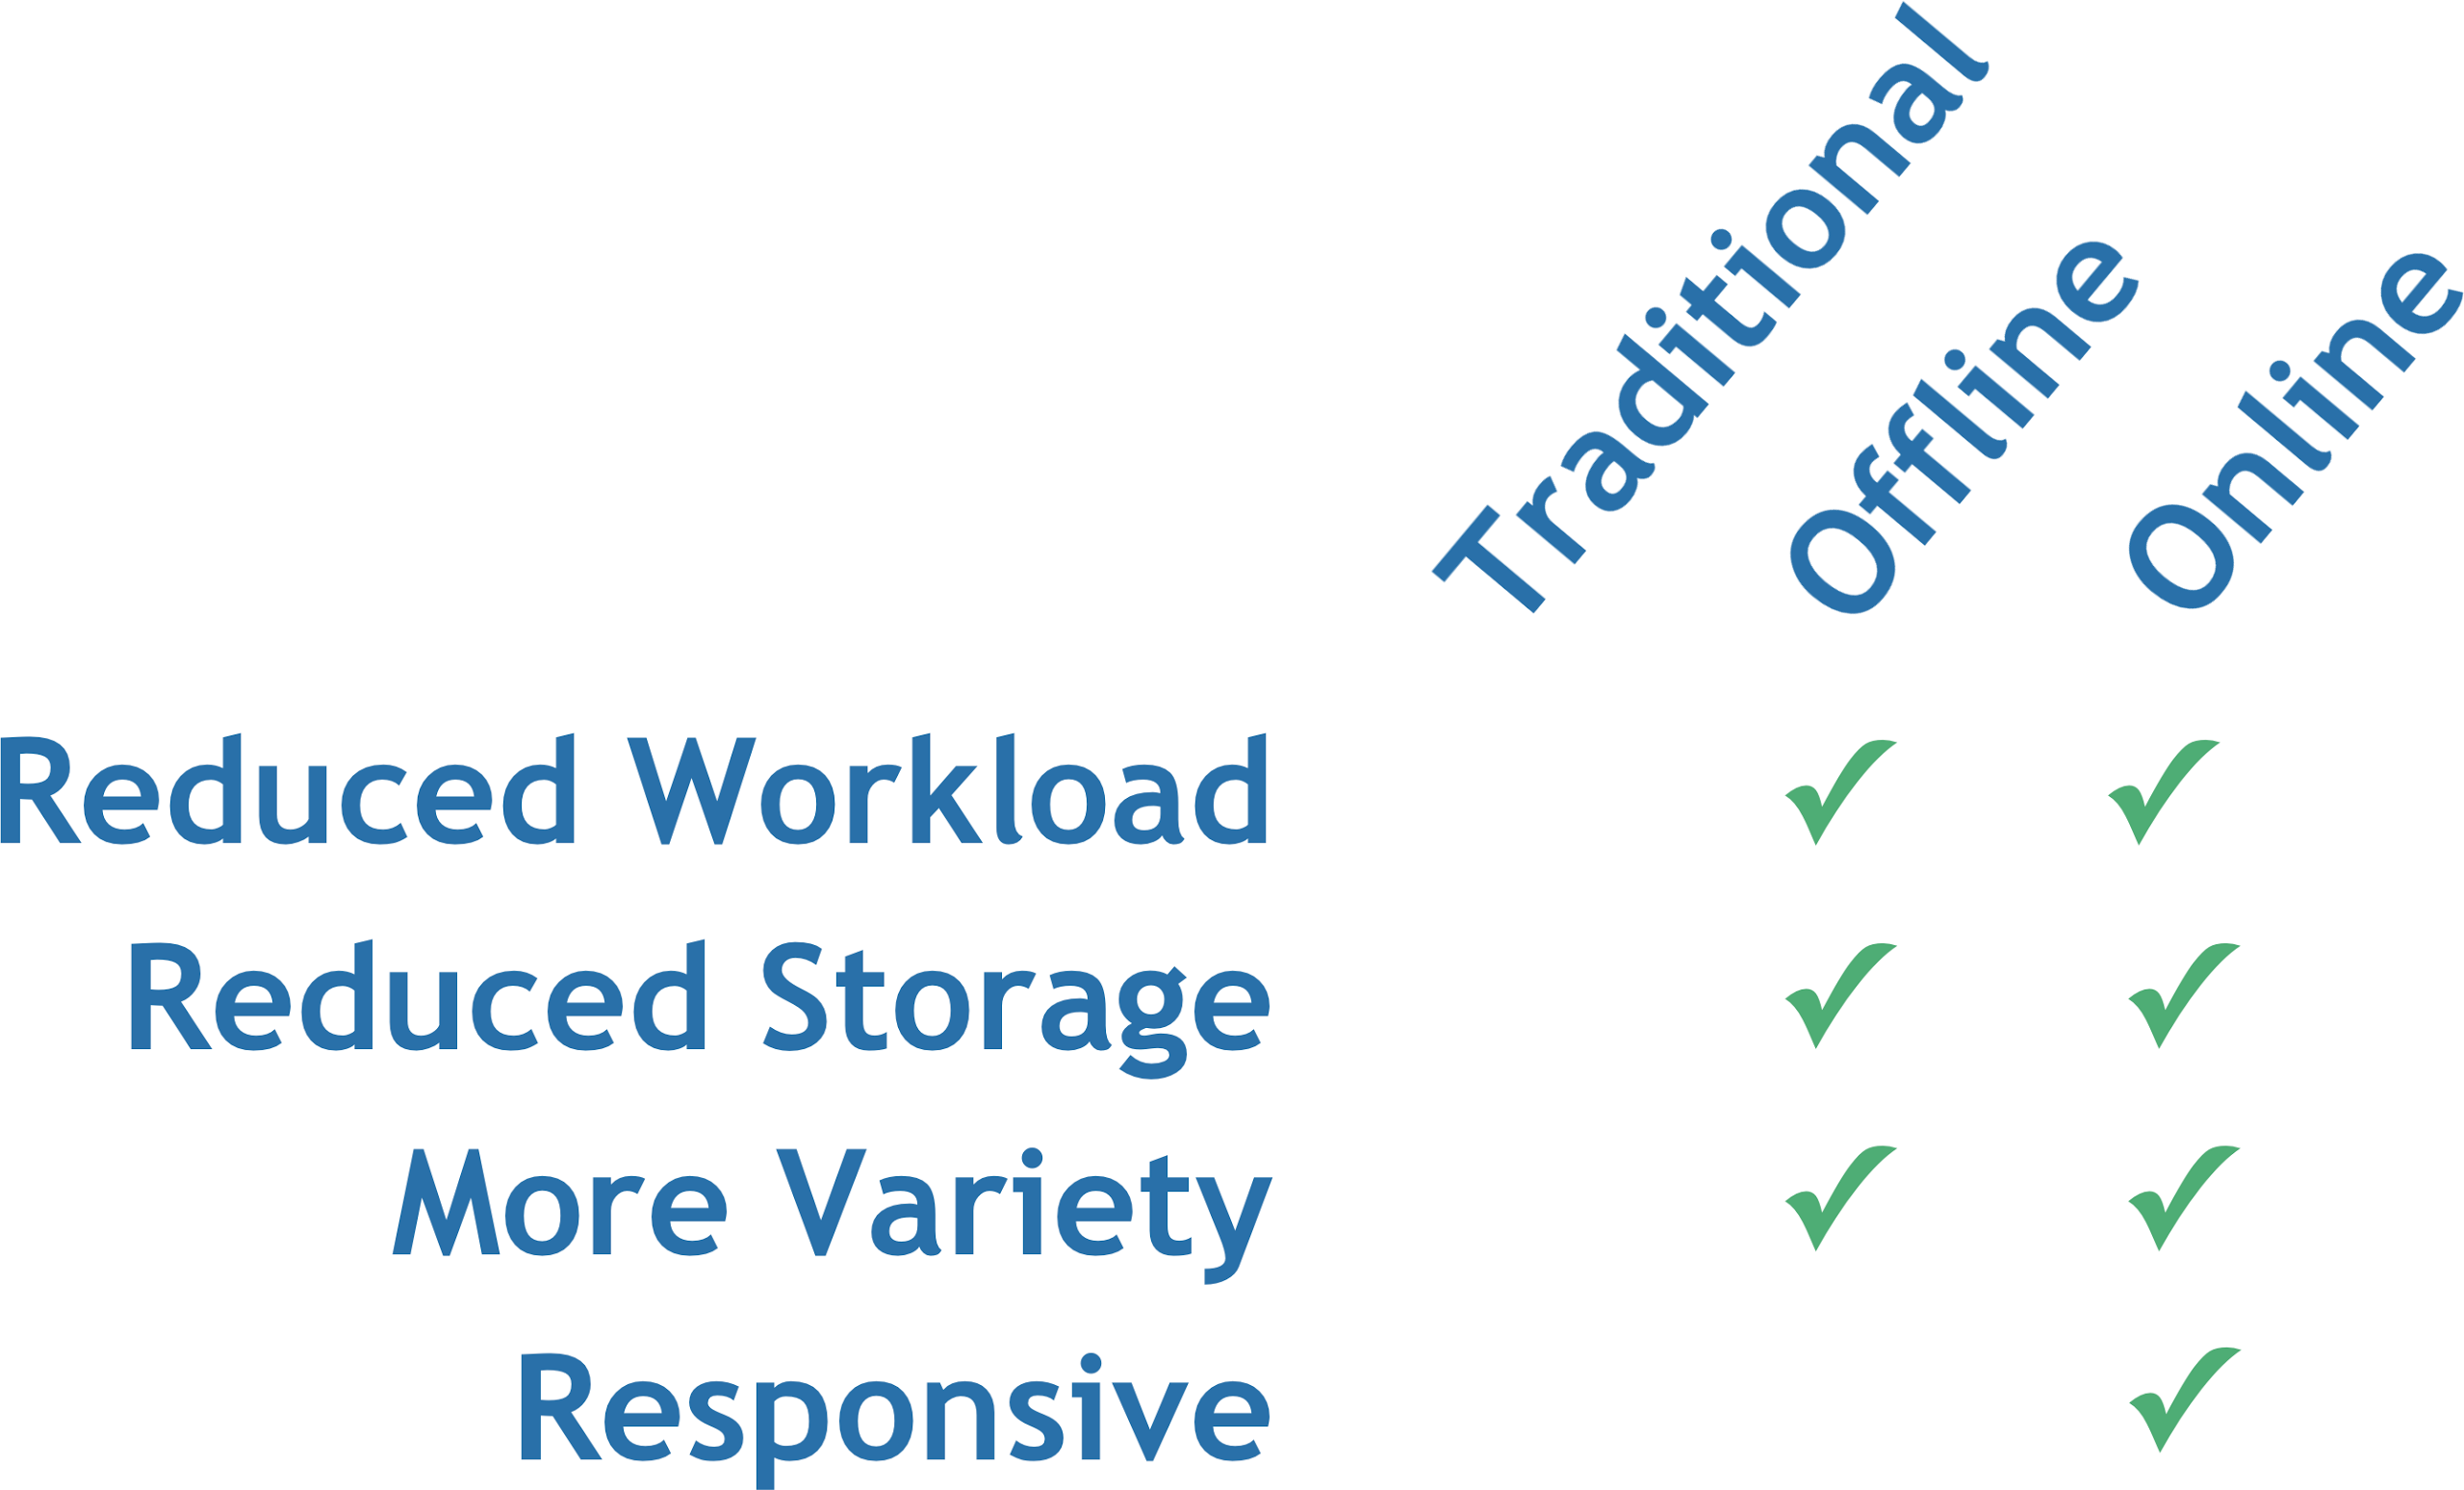 Traditional
Offline
Online
Reduced Workload ✓ ✓
Reduced Storage ✓ ✓
More Variety ✓ ✓
Responsive ✓